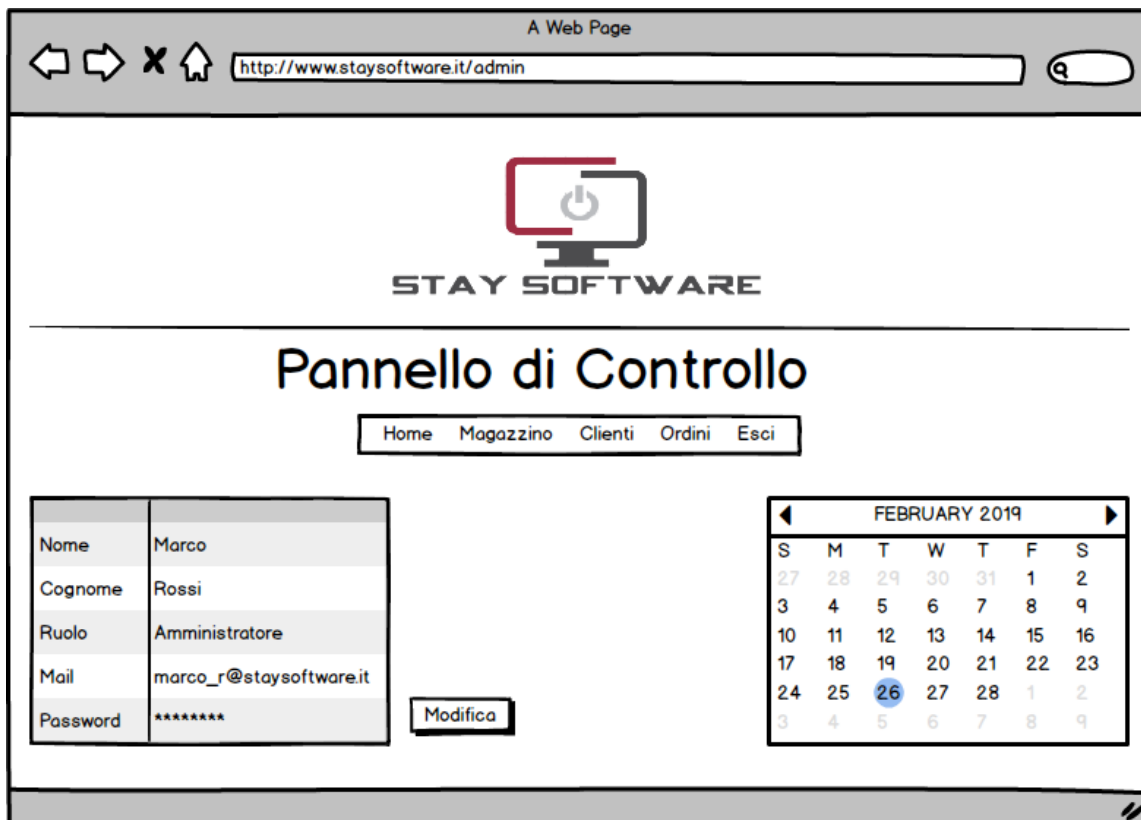 A Web Page
http://www.staysoftware.it/admin
STAY SOFTWARE
Pannello di Controllo
Home Magazzino Clienti Ordini Esci
Nome Marco
Cognome Rossi
Ruolo Amministratore
Mail marco_r@staysoftware.it
Password ********
Modifica
FEBRUARY 2019
S M T W T F S
27 28 29 30 31 1 2
3 4 5 6 7 8 9
10 11 12 13 14 15 16
17 18 19 20 21 22 23
24 25 26 27 28 1 2
3 4 5 6 7 8 9